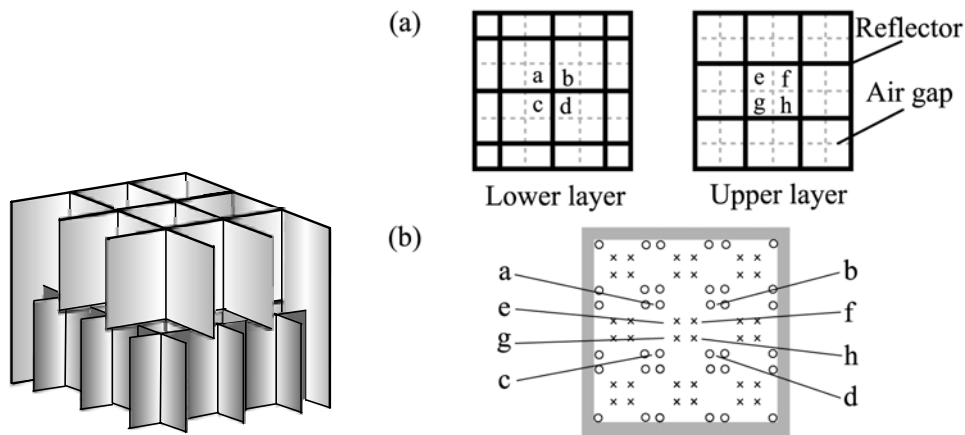 (a)
Reflector
a b
c d
e f
g h
Air gap
Lower layer
Upper layer
(b)
a
b
e
f
g
h
c
d